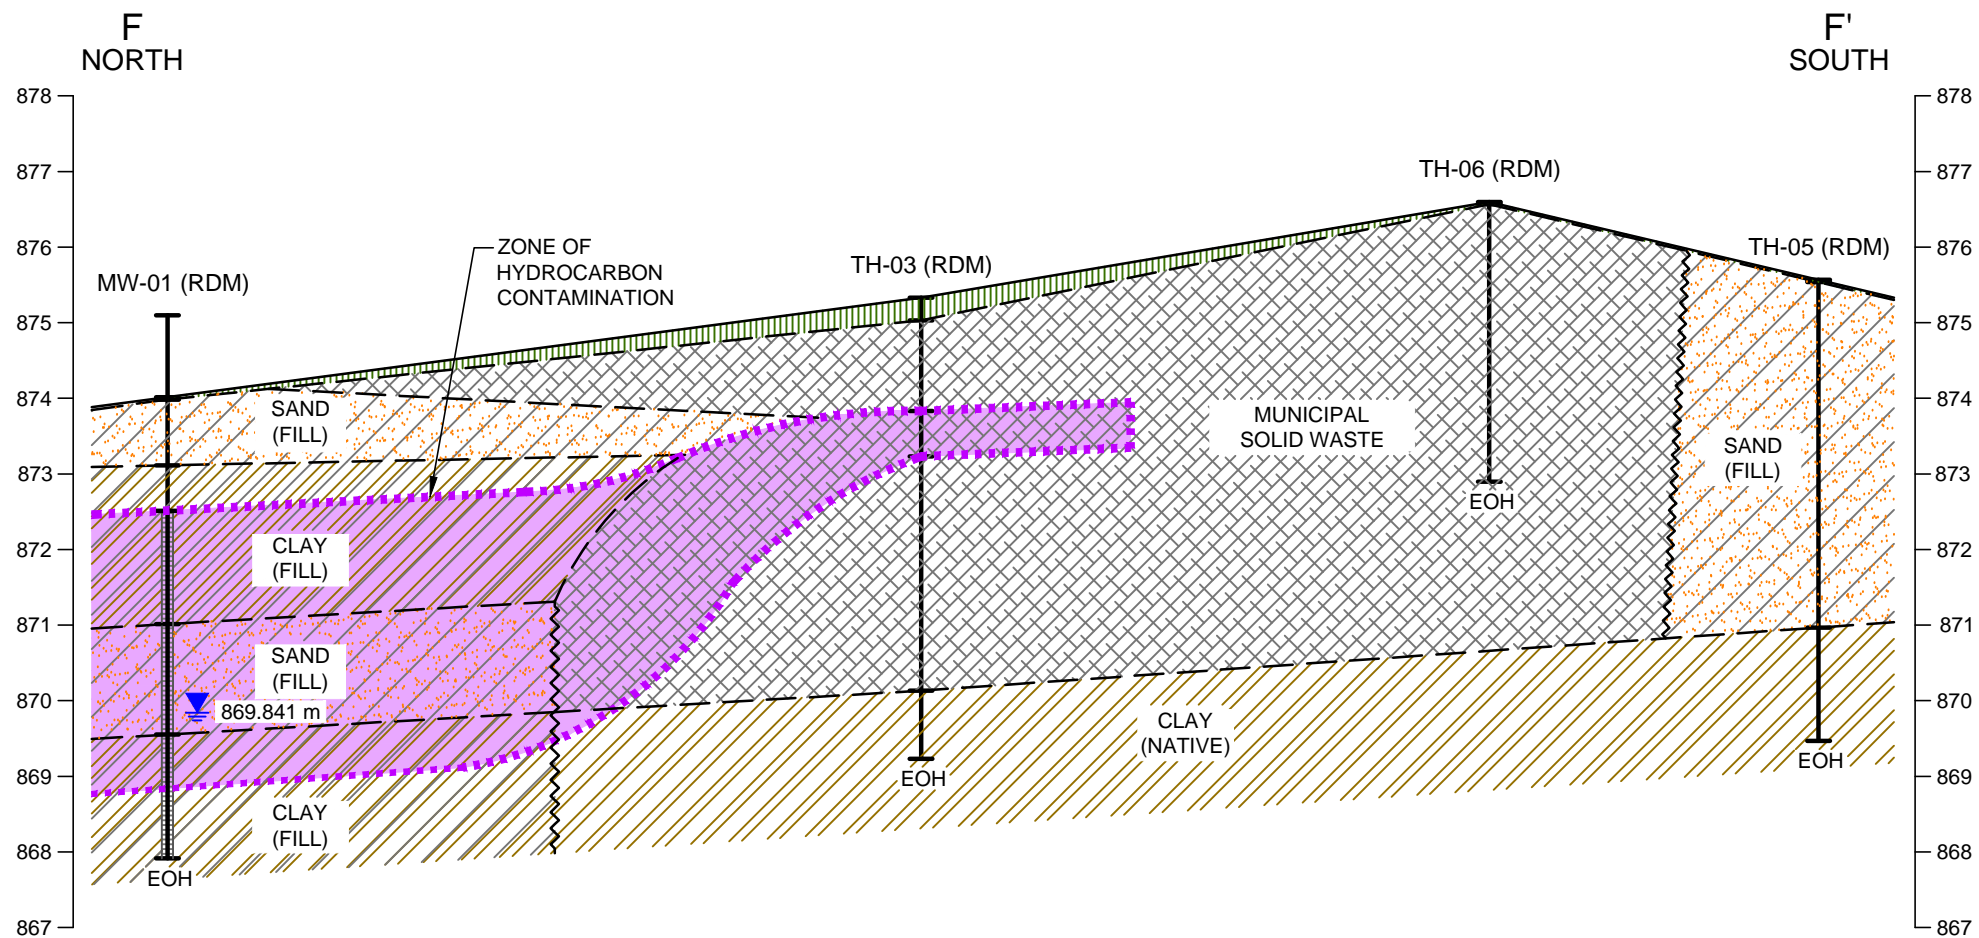 F
NORTH
F'
SOUTH
878
877
876
875
874
873
872
871
870
869
868
867
878
877
876
875
874
873
872
871
870
869
868
867
MW-01 (RDM)
ZONE OF
HYDROCARBON
CONTAMINATION
TH-03 (RDM)
TH-06 (RDM)
TH-05 (RDM)
SAND
(FILL)
CLAY
(FILL)
SAND
(FILL)
869.841 m
CLAY
(FILL)
EOH
MUNICIPAL
SOLID WASTE
EOH
SAND
(FILL)
CLAY
(NATIVE)
EOH
EOH